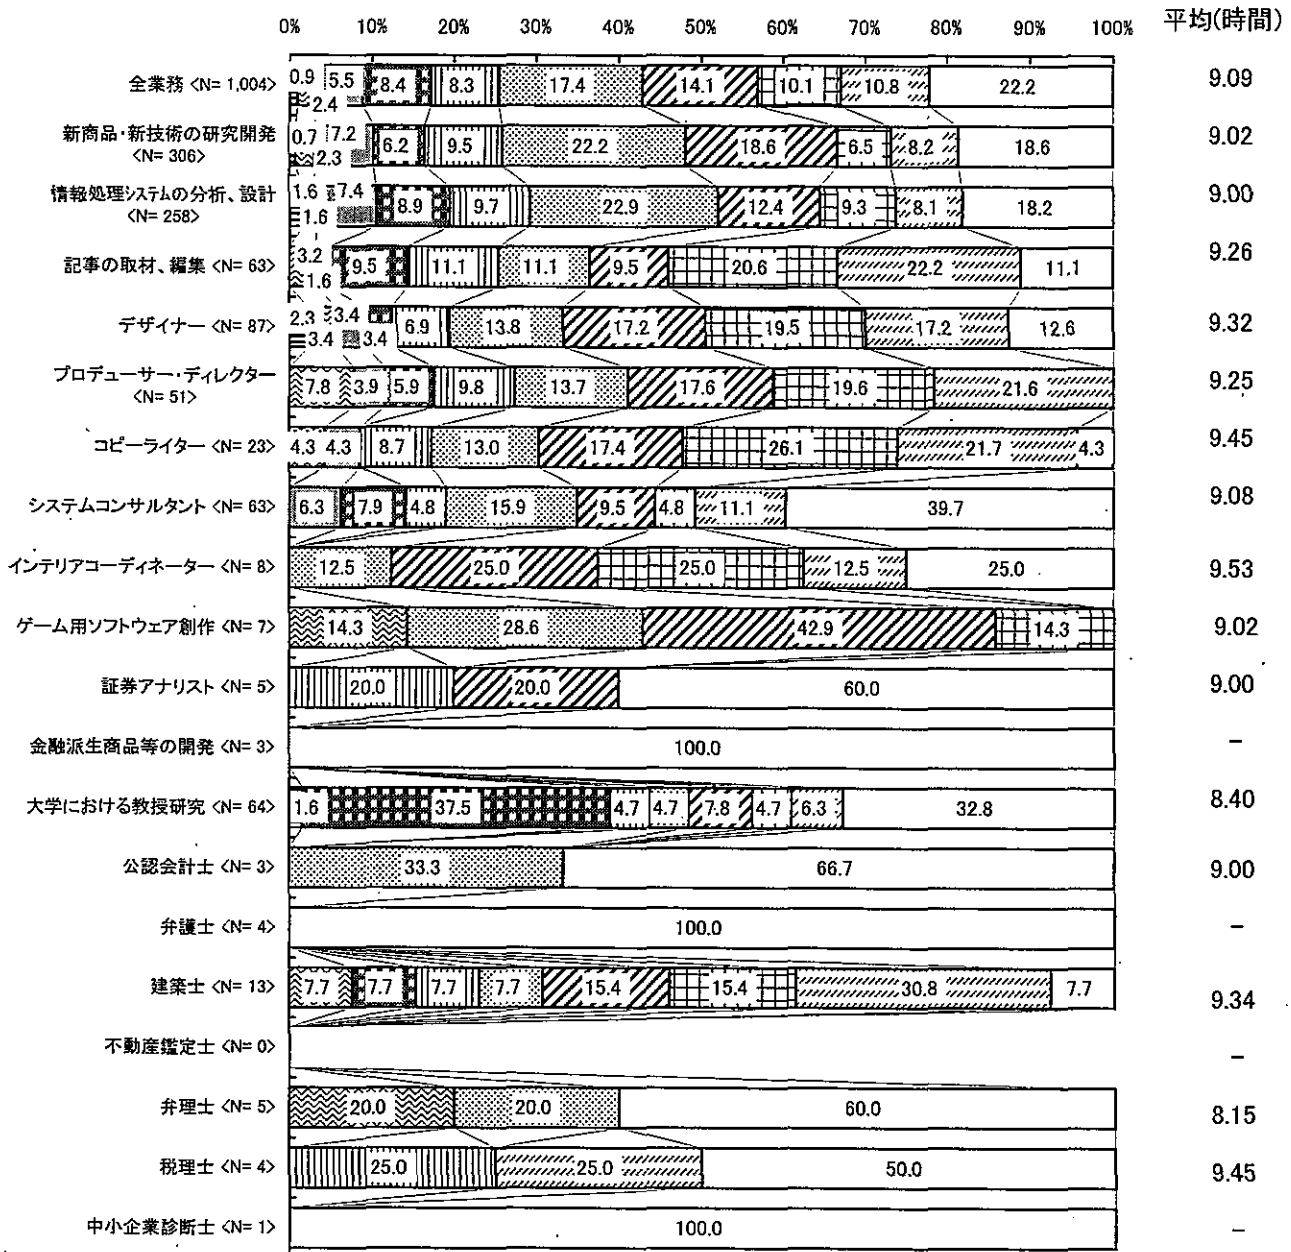 0% 10% 20% 30% 40% 50% 60% 70% 80% 90% 100% 平均(時間)
全業務 <N= 1,004> 0.9 5.5 8.4 8.3 17.4 14.1 10.1 10.8 22.2 9.09
2.4
新商品・新技術の研究開発 0.7 7.2 6.2 9.5 22.2 18.6 6.5 8.2 18.6 9.02
<N= 306> 2.3
情報処理システムの分析、設計 1.6 7.4 8.9 9.7 22.9 12.4 9.3 8.1 18.2 9.00
<N= 258> 1.6
記事の取材、編集 <N= 63> 3.2 9.5 11.1 11.1 9.5 20.6 22.2 11.1 9.26
1.6
デザイナー <N= 87> 2.3 3.4 6.9 13.8 17.2 19.5 17.2 12.6 9.32
3.4 3.4
プロデューサー・ディレクター 7.8 3.9 5.9 9.8 13.7 17.6 19.6 21.6 9.25
<N= 51>
コピーライター <N= 23> 4.3 4.3 8.7 13.0 17.4 26.1 21.7 4.3 9.45
システムコンサルタント <N= 63> 6.3 7.9 4.8 15.9 9.5 4.8 11.1 39.7 9.08
インテリアコーディネーター <N= 8> 12.5 25.0 25.0 12.5 25.0 9.53
ゲーム用ソフトウェア創作 <N= 7> 14.3 28.6 42.9 14.3 9.02
証券アナリスト <N= 5> 20.0 20.0 60.0 9.00
金融派生商品等の開発 <N= 3> 100.0 −
大学における教授研究 <N= 64> 1.6 37.5 4.7 4.7 7.8 4.7 6.3 32.8 8.40
公認会計士 <N= 3> 33.3 66.7 9.00
弁護士 <N= 4> 100.0 −
建築士 <N= 13> 7.7 7.7 7.7 7.7 15.4 15.4 30.8 7.7 9.34
不動産鑑定士 <N= 0> −
弁理士 <N= 5> 20.0 20.0 60.0 8.15
税理士 <N= 4> 25.0 25.0 50.0 9.45
中小企業診断士 <N= 1> 100.0 −